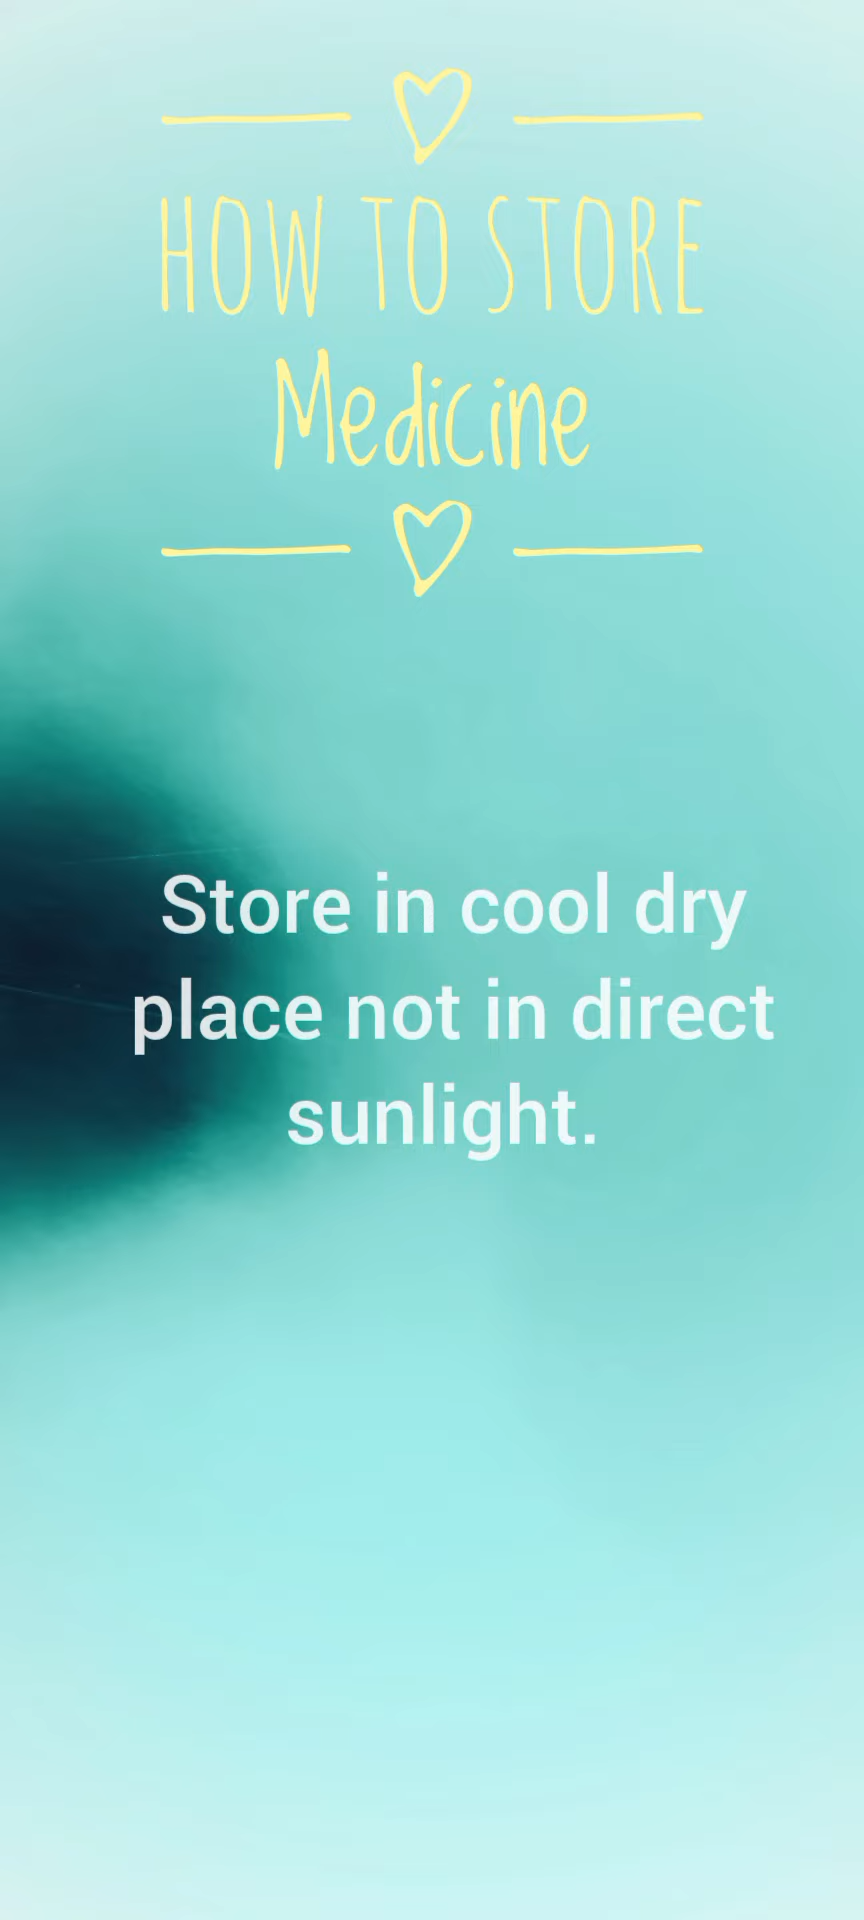 HOW TO STORE
Medicine
Store in cool dry
place not in direct
sunlight.